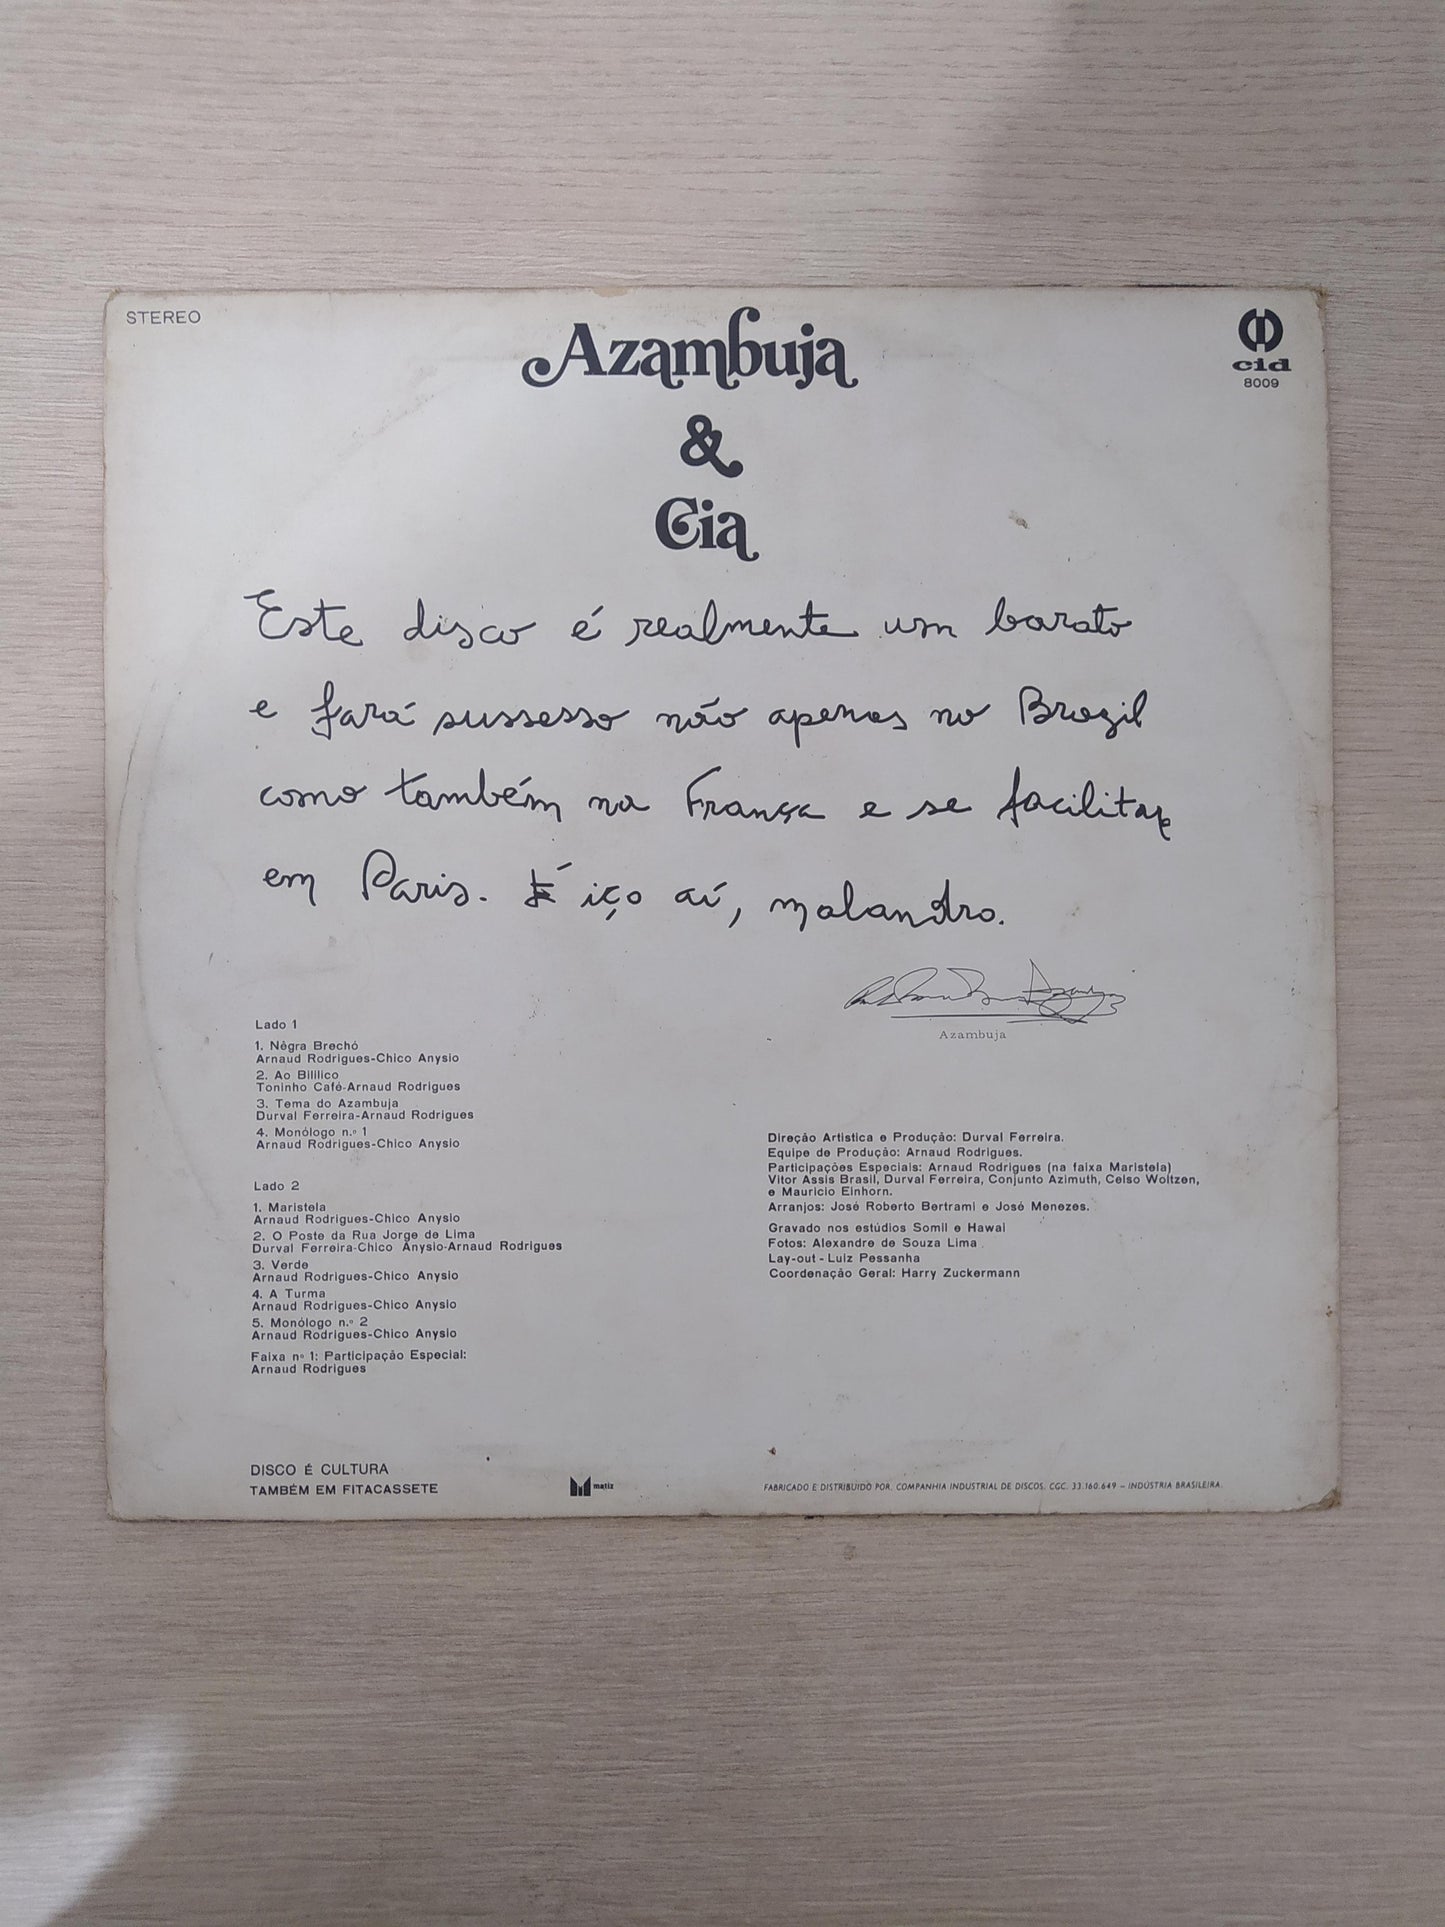 STEREO
Azambuja
&
Cia
cid
8009
Este disco é realmente um barato
e fará sussesso não apenas no Brazil
como também na França e se facilitar
em Paris. É iço aí, malandro.
Azambuja
Lado 1
1. Nêgra Brechó
Arnaud Rodrigues-Chico Anysio
2. Ao Bililico
Toninho Café-Arnaud Rodrigues
3. Tema do Azambuja
Durval Ferreira-Arnaud Rodrigues
4. Monólogo n.º 1
Arnaud Rodrigues-Chico Anysio
Lado 2
1. Maristela
Arnaud Rodrigues-Chico Anysio
2. O Poste da Rua Jorge de Lima
Durval Ferreira-Chico Anysio-Arnaud Rodrigues
3. Verde
Arnaud Rodrigues-Chico Anysio
4. A Turma
Arnaud Rodrigues-Chico Anysio
5. Monólogo n.º 2
Arnaud Rodrigues-Chico Anysio
Faixa nº 1: Participação Especial:
Arnaud Rodrigues
Direção Artistica e Produção: Durval Ferreira.
Equipe de Produção: Arnaud Rodrigues.
Participações Especiais: Arnaud Rodrigues (na faixa Maristela)
Vitor Assis Brasil, Durval Ferreira, Conjunto Azimuth, Celso Woltzen,
e Mauricio Einhorn.
Arranjos: José Roberto Bertrami e José Menezes.
Gravado nos estúdios Somil e Hawai
Fotos: Alexandre de Souza Lima
Lay-out - Luiz Pessanha
Coordenação Geral: Harry Zuckermann
DISCO É CULTURA
TAMBÉM EM FITACASSETE
matiz
FABRICADO E DISTRIBUIDO POR. COMPANHIA INDUSTRIAL DE DISCOS. CGC. 33.160.649 – INDÚSTRIA BRASILEIRA.